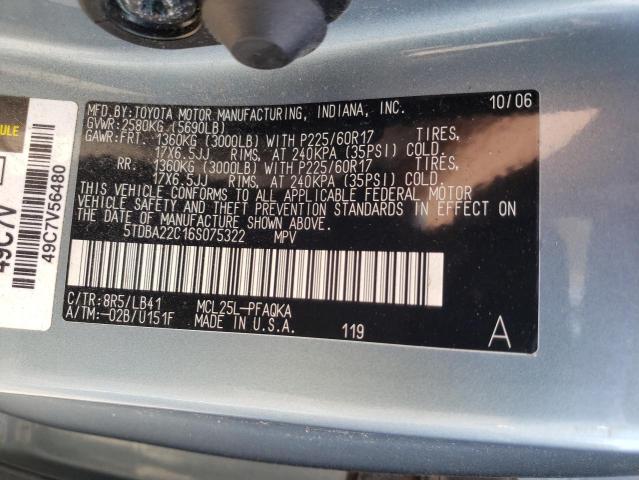 MFD.BY:TOYOTA MOTOR MANUFACTURING, INDIANA, INC. 10/06
GVWR:2580KG (5690LB)
GAWR:FRT. 1360KG (3000LB) WITH P225/60R17 TIRES,
17X6.5JJ RIMS, AT 240KPA (35PSI) COLD.
RR. 1360KG (3000LB) WITH P225/60R17 TIRES,
17X6.5JJ RIMS, AT 240KPA (35PSI) COLD.
THIS VEHICLE CONFORMS TO ALL APPLICABLE FEDERAL MOTOR
VEHICLE SAFETY AND THEFT PREVENTION STANDARDS IN EFFECT ON
THE DATE OF MANUFACTURE SHOWN ABOVE.
5TDBA22C16S075322 MPV
C/TR:8R5/LB41 MCL25L-PFAQKA
A/TM:-02B/U151F MADE IN U.S.A. 119 A
ULE
49C7V
49C7V56480